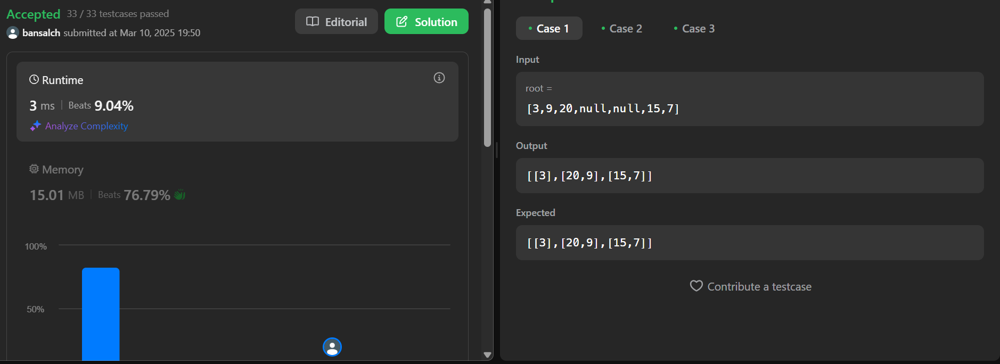 Accepted 33 / 33 testcases passed
bansalch submitted at Mar 10, 2025 19:50
Editorial
Solution
Runtime
3 ms | Beats 9.04%
Analyze Complexity
Memory
15.01 MB | Beats 76.79%
100%
50%
Case 1
Case 2
Case 3
Input
root =
[3,9,20,null,null,15,7]
Output
[[3],[20,9],[15,7]]
Expected
[[3],[20,9],[15,7]]
Contribute a testcase